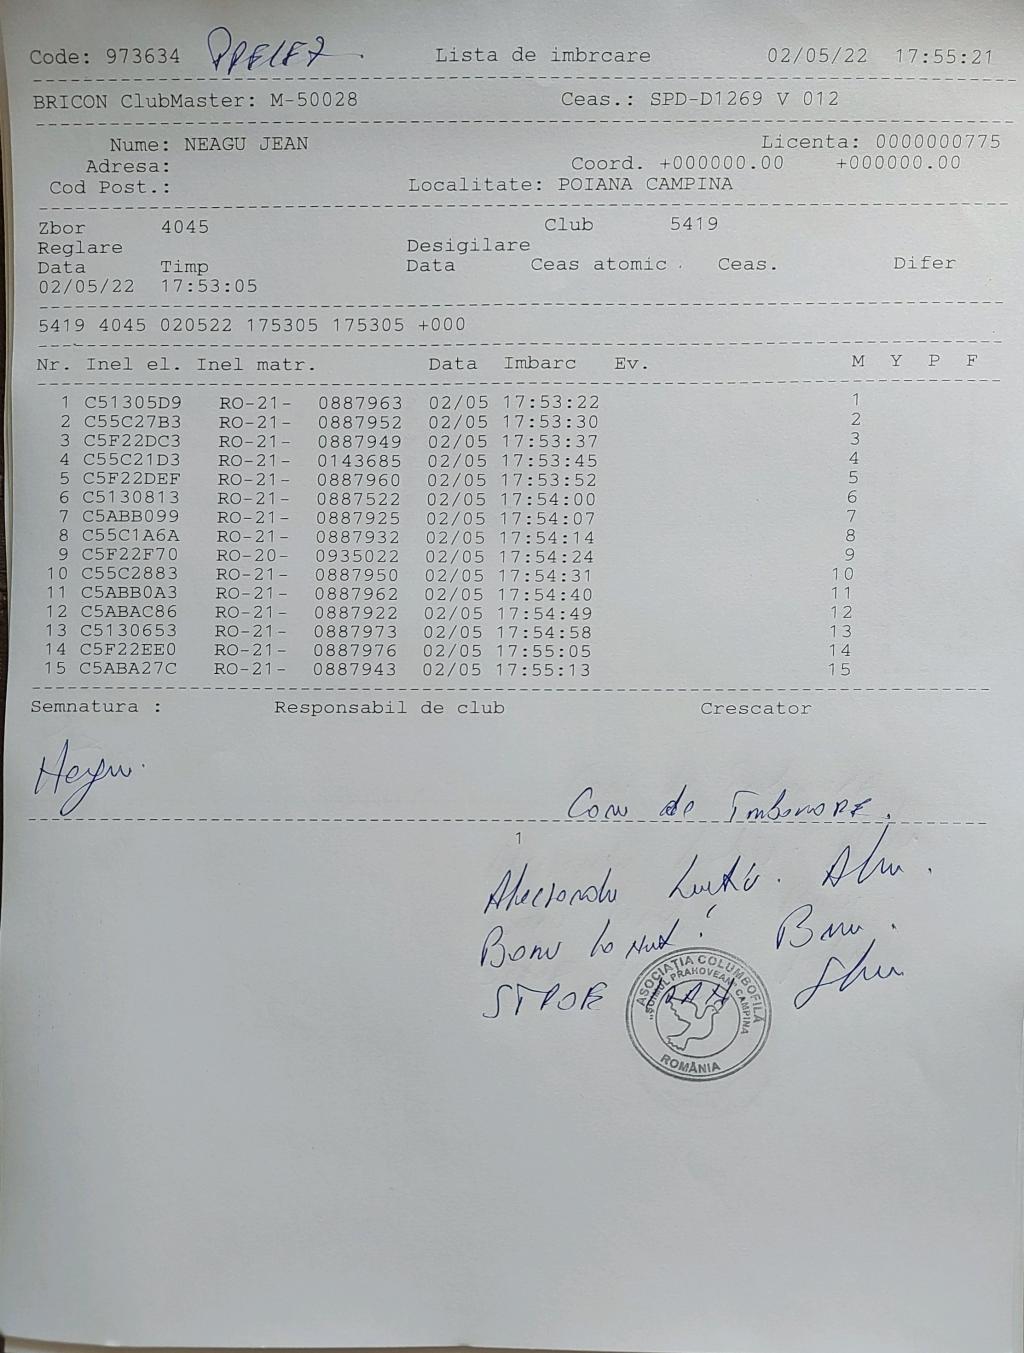 Code: 973634 Lista de imbrcare 02/05/22 17:55:21
BRICON ClubMaster: M-50028 Ceas.: SPD-D1269 V 012
Nume: NEAGU JEAN Licenta: 0000000775
Adresa: Coord. +000000.00 +000000.00
Cod Post.: Localitate: POIANA CAMPINA
Zbor 4045 Club 5419
Reglare Desigilare
Data Timp Data Ceas atomic Ceas. Difer
02/05/22 17:53:05
5419 4045 020522 175305 175305 +000
Nr. Inel el. Inel matr. Data Imbarc Ev. M Y P F
1 C51305D9 RO-21- 0887963 02/05 17:53:22 1
2 C55C27B3 RO-21- 0887952 02/05 17:53:30 2
3 C5F22DC3 RO-21- 0887949 02/05 17:53:37 3
4 C55C21D3 RO-21- 0143685 02/05 17:53:45 4
5 C5F22DEF RO-21- 0887960 02/05 17:53:52 5
6 C5130813 RO-21- 0887522 02/05 17:54:00 6
7 C5ABB099 RO-21- 0887925 02/05 17:54:07 7
8 C55C1A6A RO-21- 0887932 02/05 17:54:14 8
9 C5F22F70 RO-20- 0935022 02/05 17:54:24 9
10 C55C2883 RO-21- 0887950 02/05 17:54:31 10
11 C5ABB0A3 RO-21- 0887962 02/05 17:54:40 11
12 C5ABAC86 RO-21- 0887922 02/05 17:54:49 12
13 C5130653 RO-21- 0887973 02/05 17:54:58 13
14 C5F22EE0 RO-21- 0887976 02/05 17:55:05 14
15 C5ABA27C RO-21- 0887943 02/05 17:55:13 15
Semnatura : Responsabil de club Crescator
de
1
STROE
ASOCIAȚIA COLUMBOFILĂ
"ȘOIMUL PRAHOVEAN" CAMPINA
ROMÂNIA